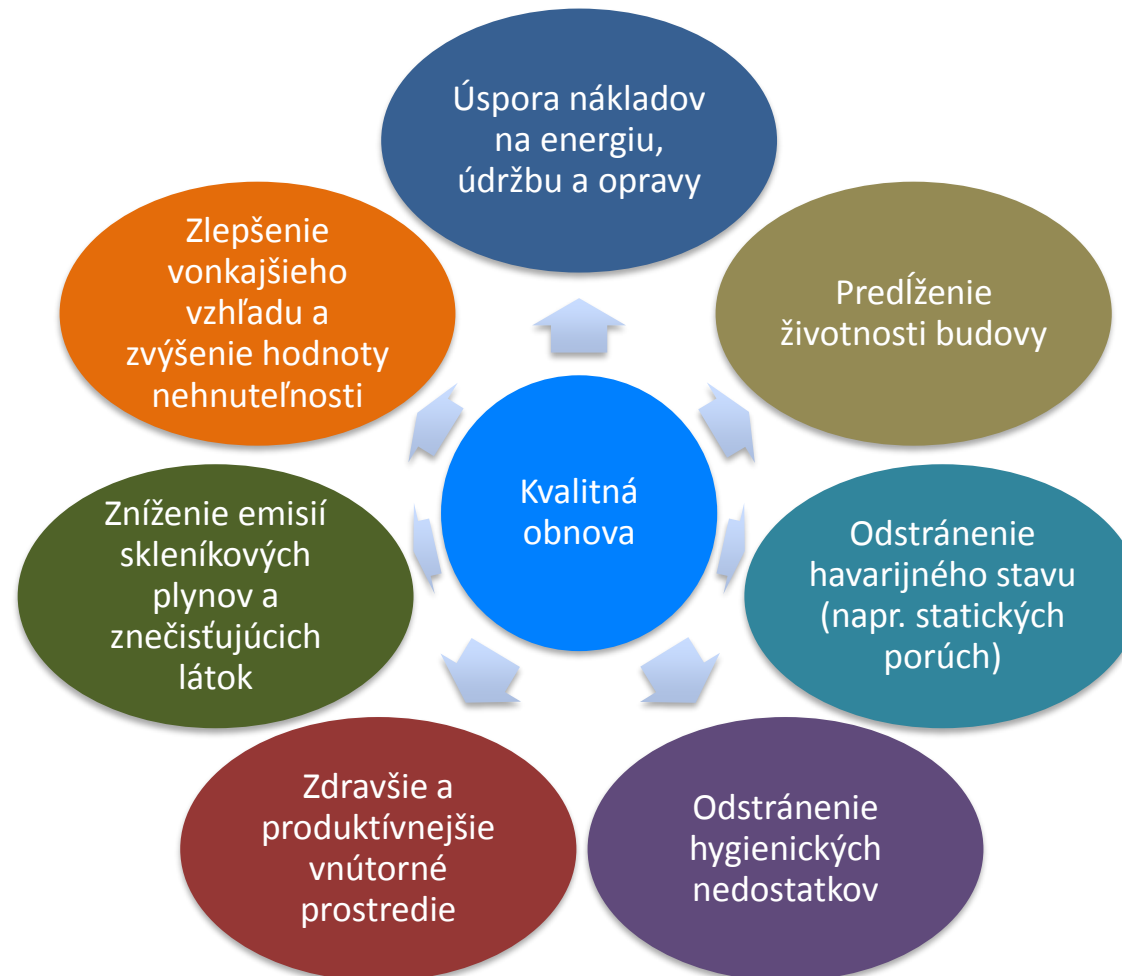 Úspora nákladov
na energiu,
údržbu a opravy
Predĺženie
životnosti budovy
Odstránenie
havarijného stavu
(napr. statických
porúch)
Odstránenie
hygienických
nedostatkov
Zdravšie a
produktívnejšie
vnútorné
prostredie
Zníženie emisií
skleníkových
plynov a
znečisťujúcich
látok
Zlepšenie
vonkajšieho
vzhľadu a
zvýšenie hodnoty
nehnuteľnosti
Kvalitná
obnova